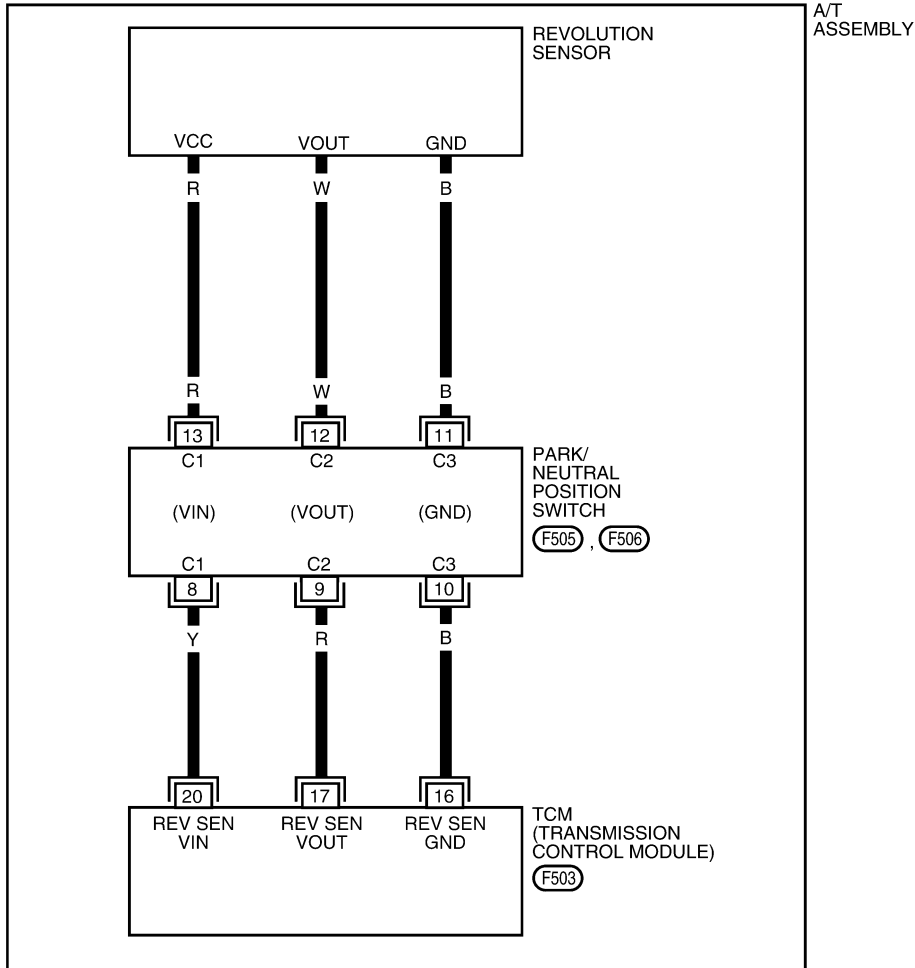 A/T
ASSEMBLY
REVOLUTION
SENSOR
VCC VOUT GND
R W B
R W B
13 12 11
C1 C2 C3
PARK/
NEUTRAL
POSITION
SWITCH
(VIN) (VOUT) (GND)
F505 , F506
C1 C2 C3
8 9 10
Y R B
20 17 16
REV SEN REV SEN REV SEN
VIN VOUT GND
TCM
(TRANSMISSION
CONTROL MODULE)
F503